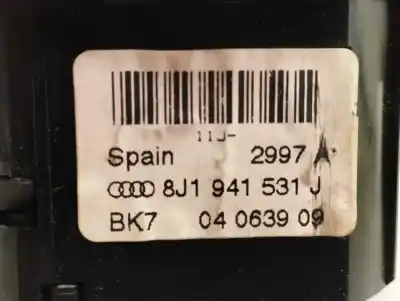 11J-
Spain 2997 A
8J1 941 531 J
BK7 04 0639 09